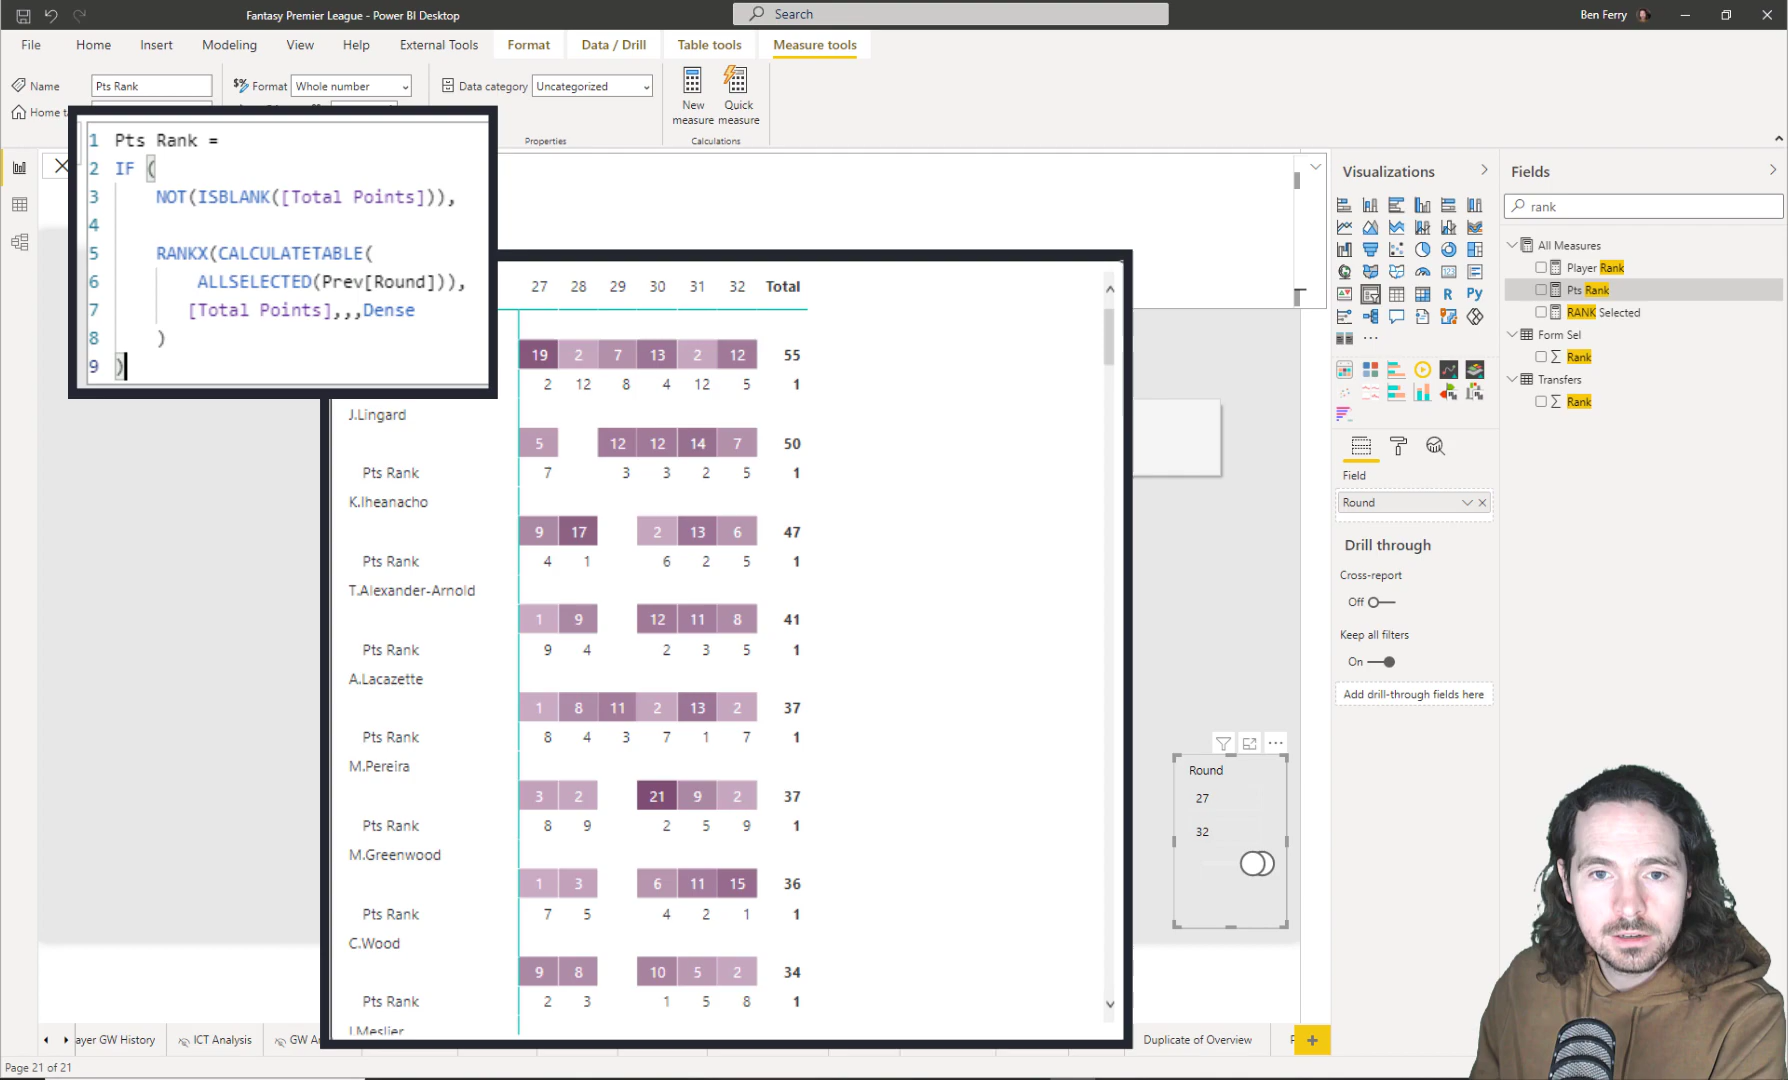 Fantasy Premier League - Power BI Desktop
Search
Ben Ferry
File Home Insert Modeling View Help External Tools Format Data / Drill Table tools Measure tools
Name Pts Rank
Format Whole number
Data category Uncategorized
New measure
Quick measure
Home t
Properties
Calculations
1 Pts Rank =
2 IF (
3 NOT(ISBLANK([Total Points])),
4
5 RANKX(CALCULATETABLE(
6 ALLSELECTED(Prev[Round])),
7 [Total Points],,,Dense
8 )
9 )
27 28 29 30 31 32 Total
19 2 7 13 2 12 55
2 12 8 4 12 5 1
J.Lingard
5 12 12 14 7 50
Pts Rank 7 3 3 2 5 1
K.Iheanacho
9 17 2 13 6 47
Pts Rank 4 1 6 2 5 1
T.Alexander-Arnold
1 9 12 11 8 41
Pts Rank 9 4 2 3 5 1
A.Lacazette
1 8 11 2 13 2 37
Pts Rank 8 4 3 7 1 7 1
M.Pereira
3 2 21 9 2 37
Pts Rank 8 9 2 5 9 1
M.Greenwood
1 3 6 11 15 36
Pts Rank 7 5 4 2 1 1
C.Wood
9 8 10 5 2 34
Pts Rank 2 3 1 5 8 1
I.Meslier
Round
27
32
Visualizations
R Py
Field
Round
Drill through
Cross-report
Off
Keep all filters
On
Add drill-through fields here
Fields
rank
All Measures
Player Rank
Pts Rank
RANK Selected
Form Sel
Rank
Transfers
Rank
ayer GW History ICT Analysis GW A Duplicate of Overview
Page 21 of 21